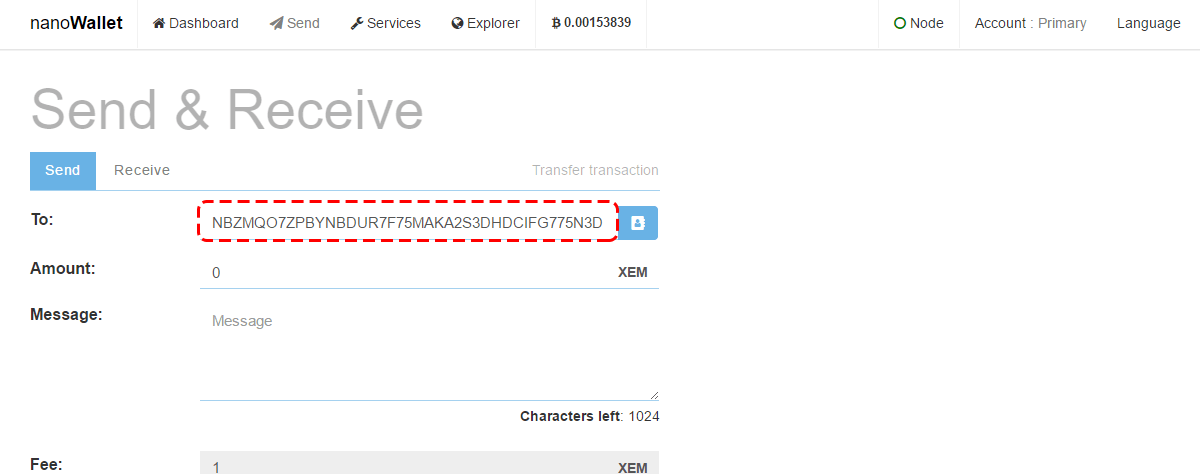 nanoWallet Dashboard Send Services Explorer ₿ 0.00153839 Node Account : Primary Language
Send & Receive
Send Receive Transfer transaction
To: NBZMQO7ZPBYNBDUR7F75MAKA2S3DHDCIFG775N3D
Amount: 0 XEM
Message: Message
Characters left: 1024
Fee: 1 XEM